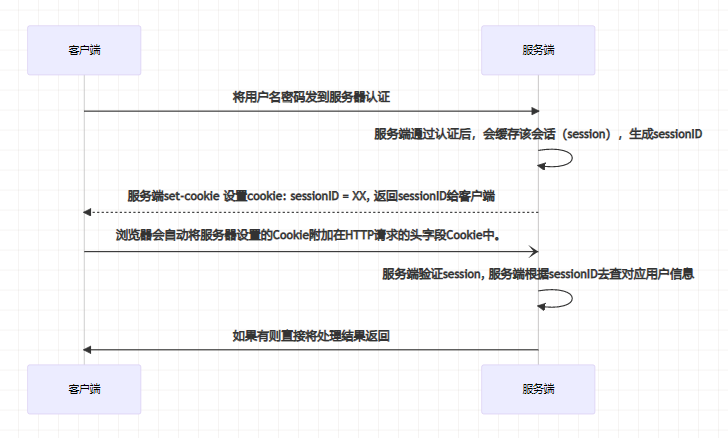 客户端 服务端
将用户名密码发到服务器认证
服务端通过认证后，会缓存该会话（session），生成sessionID
服务端set-cookie 设置cookie: sessionID = XX, 返回sessionID给客户端
浏览器会自动将服务器设置的Cookie附加在HTTP请求的头字段Cookie中。
服务端验证session, 服务端根据sessionID去查对应用户信息
如果有则直接将处理结果返回
客户端 服务端